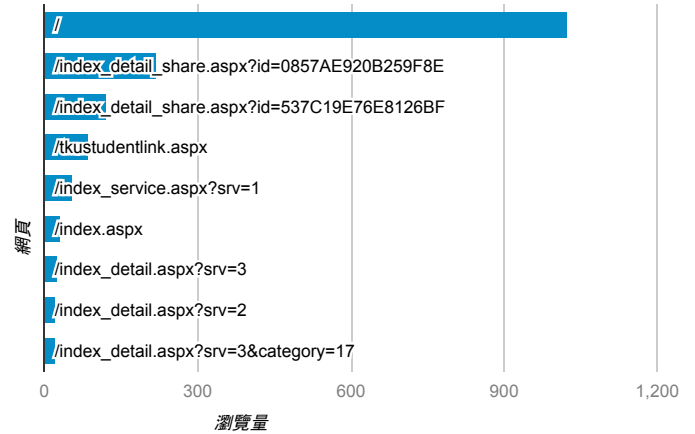 /
/index_detail_share.aspx?id=0857AE920B259F8E
/index_detail_share.aspx?id=537C19E76E8126BF
/tkustudentlink.aspx
/index_service.aspx?srv=1
/index.aspx
/index_detail.aspx?srv=3
/index_detail.aspx?srv=2
/index_detail.aspx?srv=3&category=17
網頁
0 300 600 900 1,200
瀏覽量